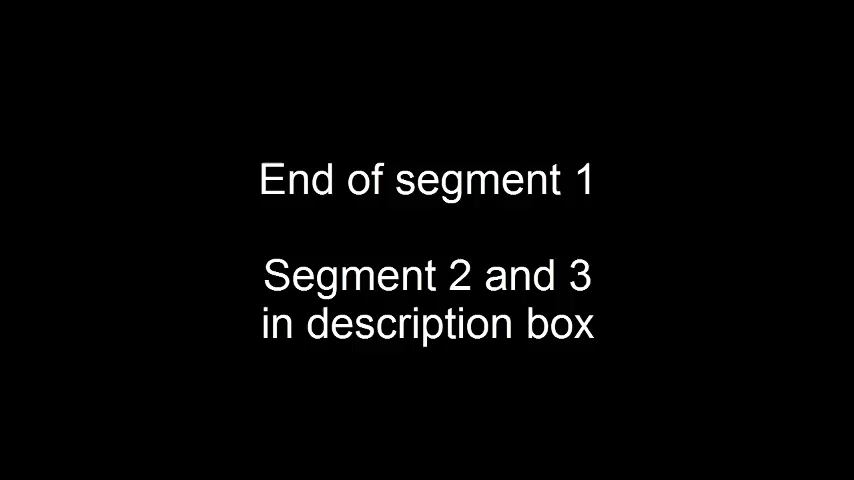 End of segment 1
Segment 2 and 3
in description box